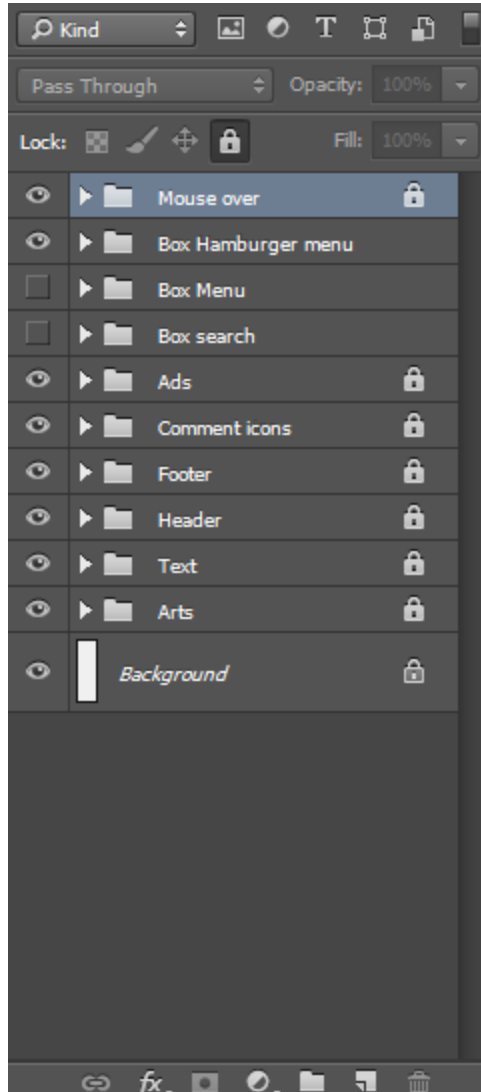 Kind
Pass Through Opacity: 100%
Lock: Fill: 100%
Mouse over
Box Hamburger menu
Box Menu
Box search
Ads
Comment icons
Footer
Header
Text
Arts
Background
fx